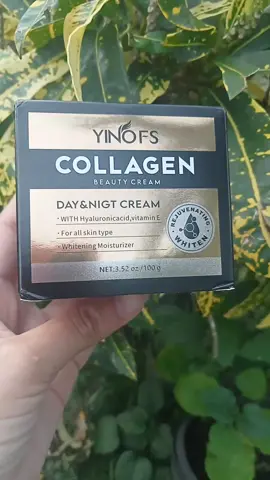 YINOFS
COLLAGEN
BEAUTY CREAM
DAY&NIGT CREAM
· WITH Hyaluronicacid,vitamin E
· For all skin type
· Whitening Moisturizer
REJUVENATING
WHITEN
NET.3.52 oz/100 g